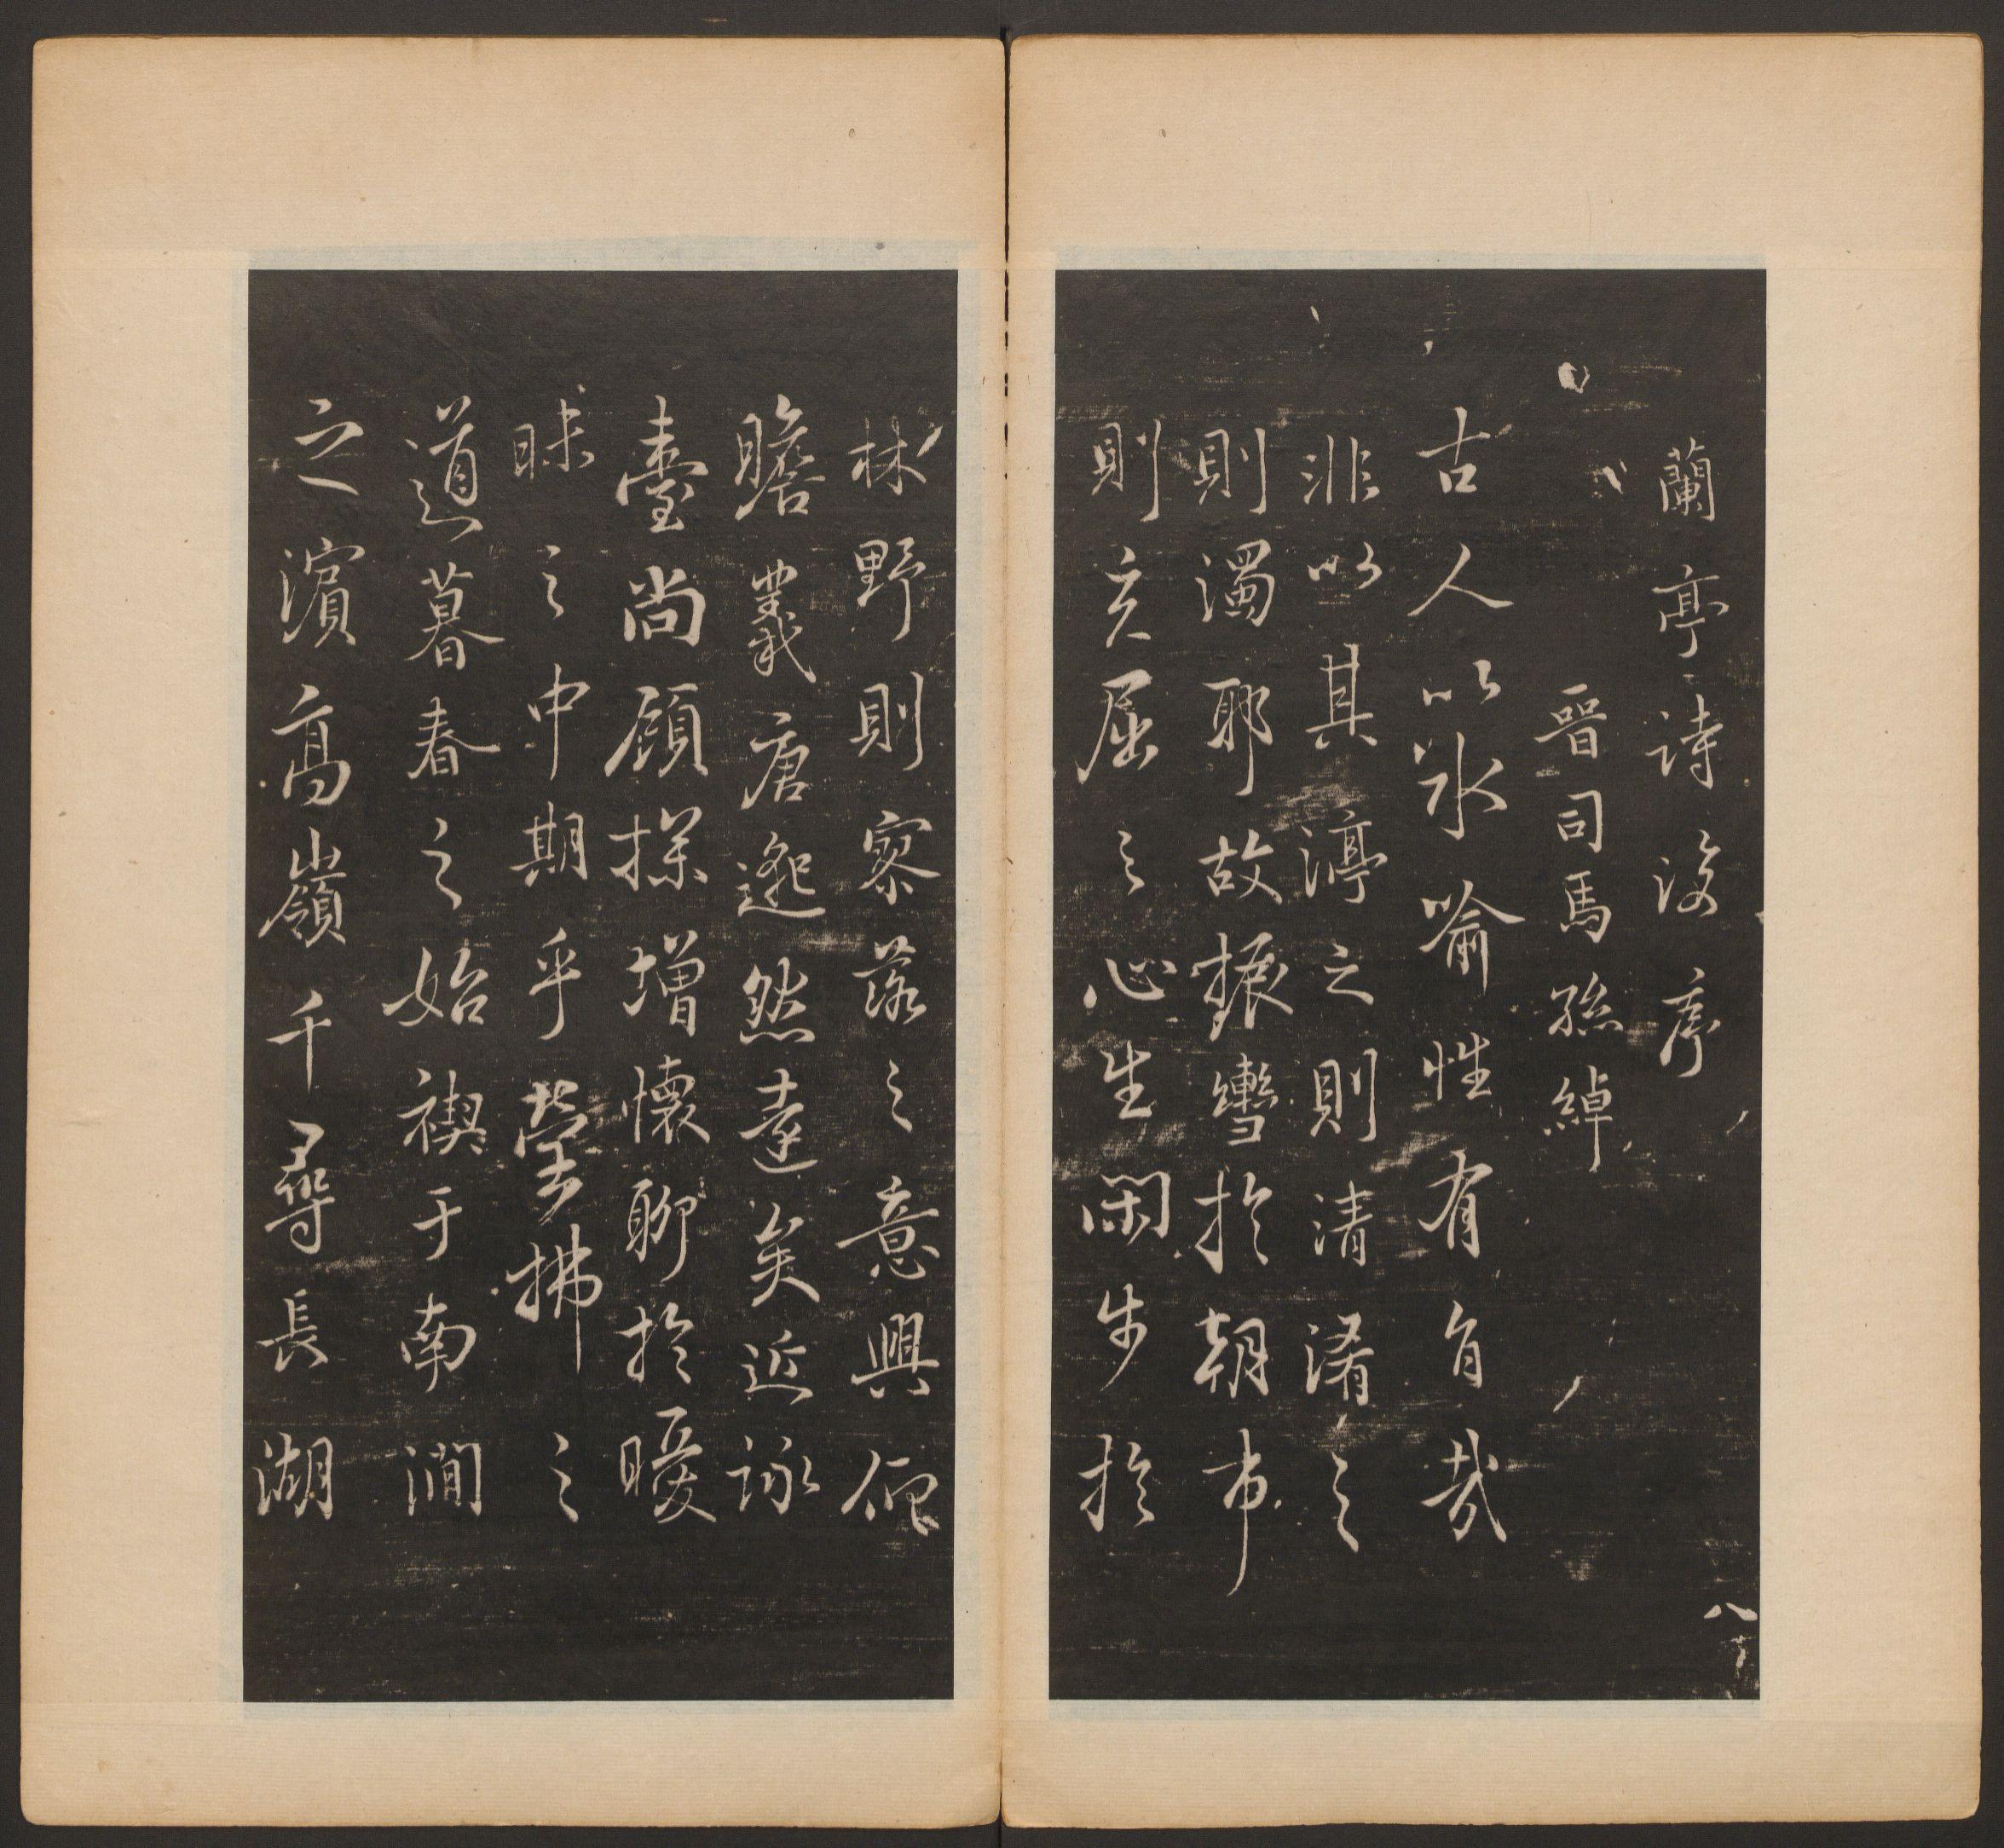 蘭亭詩後序
晉司馬孫綽
古人以水喻性有旨哉
非以其渟之則清淆之
則濁耶故振轡於朝市
則充屈之心生閑步於
林野則寥落之意興仰
瞻羲唐邈然遠矣近詠
臺尚顧探增懷聊於曖
昧之中期乎瑩拂之
道暮春之始禊于南澗
之濱高嶺千尋長湖
八